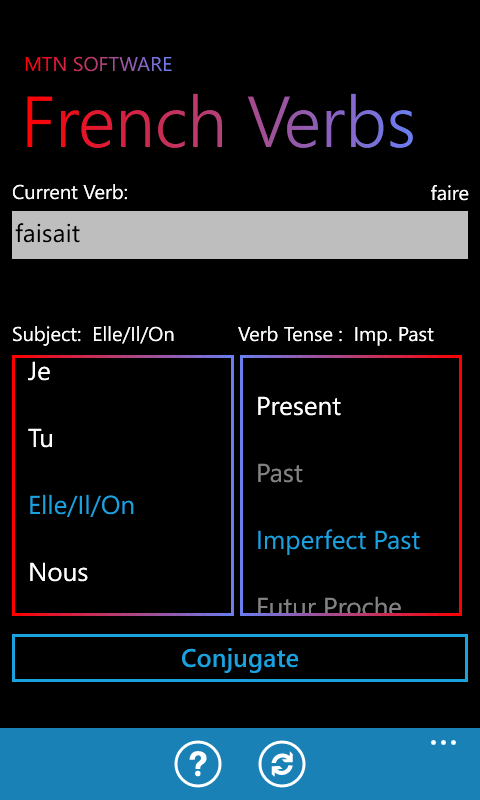 MTN SOFTWARE
French Verbs
Current Verb: faire
faisait
Subject: Elle/Il/On Verb Tense : Imp. Past
Je
Tu
Elle/Il/On
Nous
Present
Past
Imperfect Past
Futur Proche
Conjugate
?